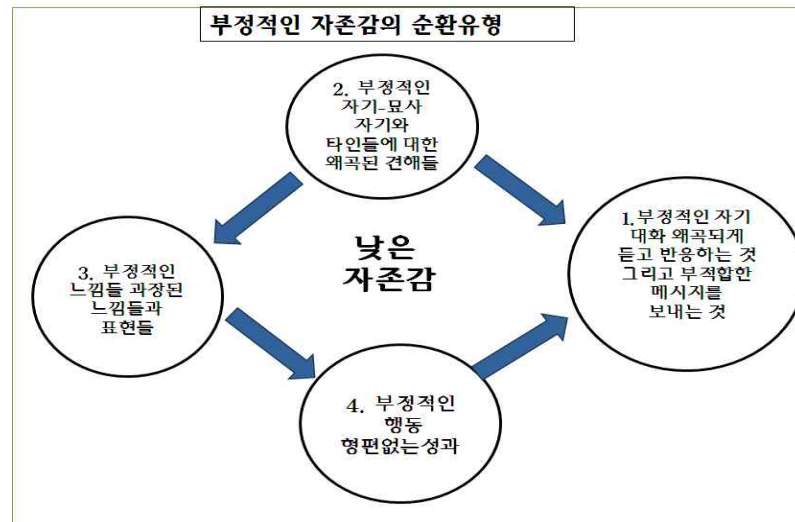 부정적인 자존감의 순환유형
2. 부정적인
자기-묘사
자기와
타인들에 대한
왜곡된 견해들
1.부정적인 자기
대화 왜곡되게
듣고 반응하는 것
그리고 부적합한
메시지를
보내는 것
낮은
자존감
3. 부정적인
느낌들 과장된
느낌들과
표현들
4. 부정적인
행동
형편없는성과